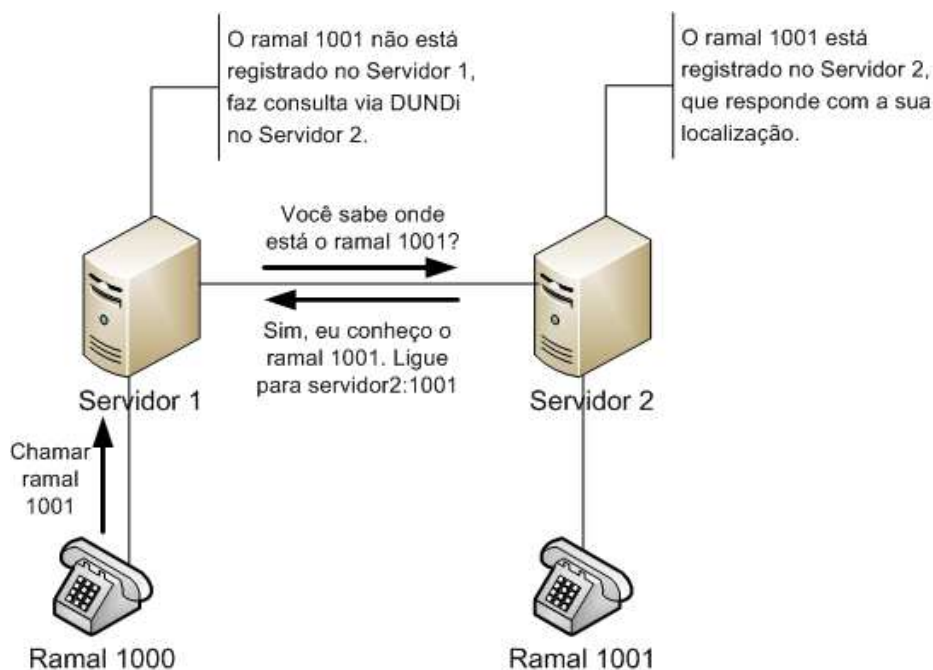 O ramal 1001 não está
registrado no Servidor 1,
faz consulta via DUNDi
no Servidor 2.
O ramal 1001 está
registrado no Servidor 2,
que responde com a sua
localização.
Você sabe onde
está o ramal 1001?
Sim, eu conheço o
ramal 1001. Ligue
para servidor2:1001
Servidor 1
Servidor 2
Chamar
ramal
1001
Ramal 1000
Ramal 1001